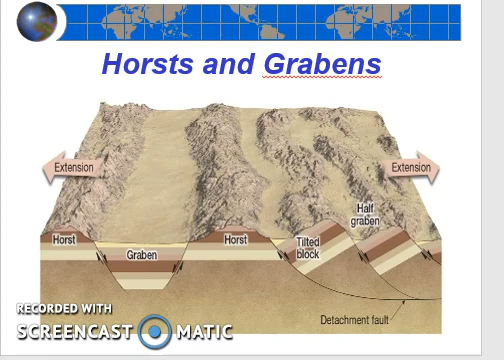 Horsts and Grabens
Extension
Extension
Half
graben
Horst
Graben
Horst
Tilted
block
Detachment fault
RECORDED WITH
SCREENCAST MATIC